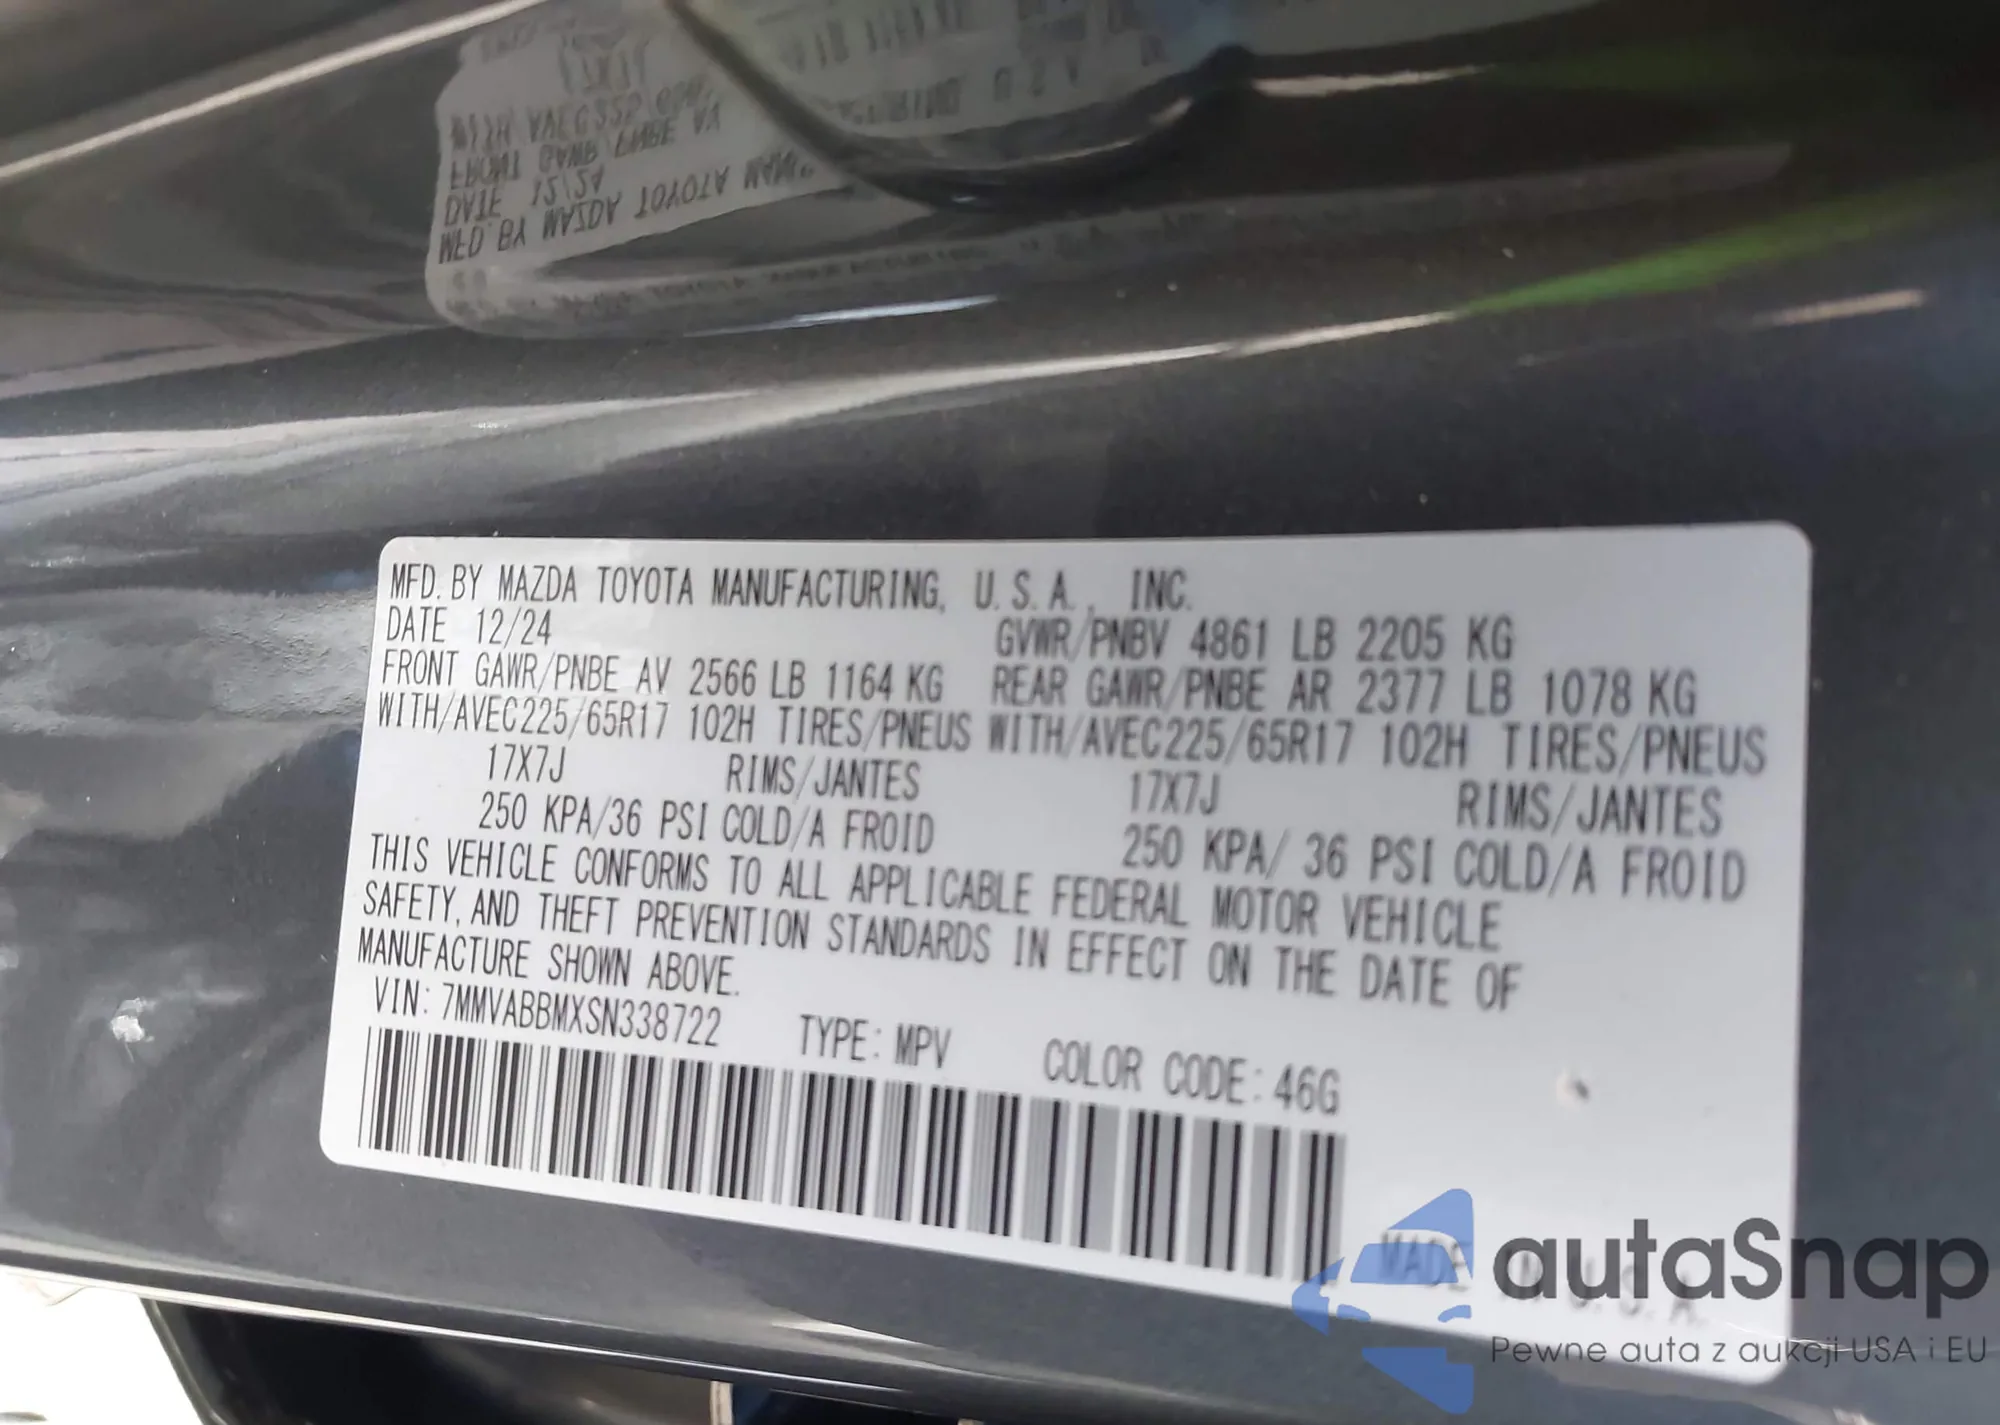 MFD. BY MAZDA TOYOTA MANUFACTURING, U.S.A., INC.
DATE 12/24 GVWR/PNBV 4861 LB 2205 KG
FRONT GAWR/PNBE AV 2566 LB 1164 KG REAR GAWR/PNBE AR 2377 LB 1078 KG
WITH/AVEC225/65R17 102H TIRES/PNEUS WITH/AVEC225/65R17 102H TIRES/PNEUS
17X7J RIMS/JANTES 17X7J RIMS/JANTES
250 KPA/36 PSI COLD/A FROID 250 KPA/ 36 PSI COLD/A FROID
THIS VEHICLE CONFORMS TO ALL APPLICABLE FEDERAL MOTOR VEHICLE
SAFETY, AND THEFT PREVENTION STANDARDS IN EFFECT ON THE DATE OF
MANUFACTURE SHOWN ABOVE.
VIN: 7MMVABBMXSN338722 TYPE: MPV COLOR CODE: 46G
MADE IN U.S.A.
autaSnap
Pewne auta z aukcji USA i EU